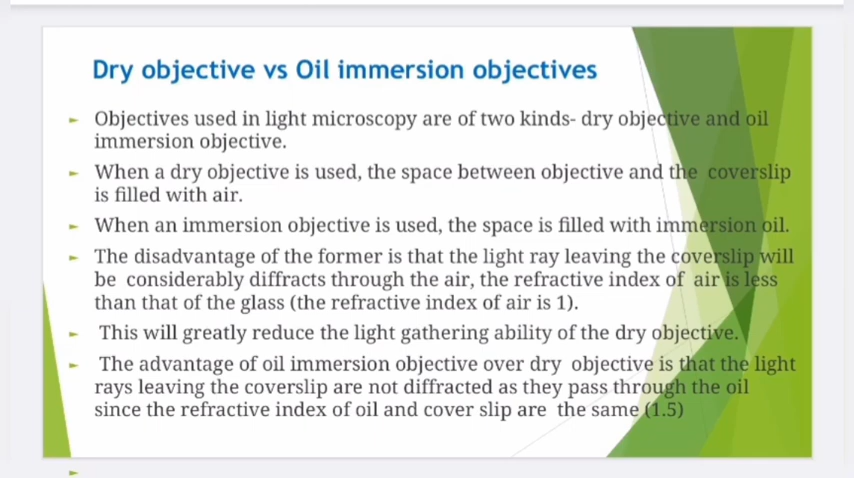 Dry objective vs Oil immersion objectives
Objectives used in light microscopy are of two kinds- dry objective and oil
immersion objective.
When a dry objective is used, the space between objective and the coverslip
is filled with air.
When an immersion objective is used, the space is filled with immersion oil.
The disadvantage of the former is that the light ray leaving the coverslip will
be considerably diffracts through the air, the refractive index of air is less
than that of the glass (the refractive index of air is 1).
This will greatly reduce the light gathering ability of the dry objective.
The advantage of oil immersion objective over dry objective is that the light
rays leaving the coverslip are not diffracted as they pass through the oil
since the refractive index of oil and cover slip are the same (1.5)